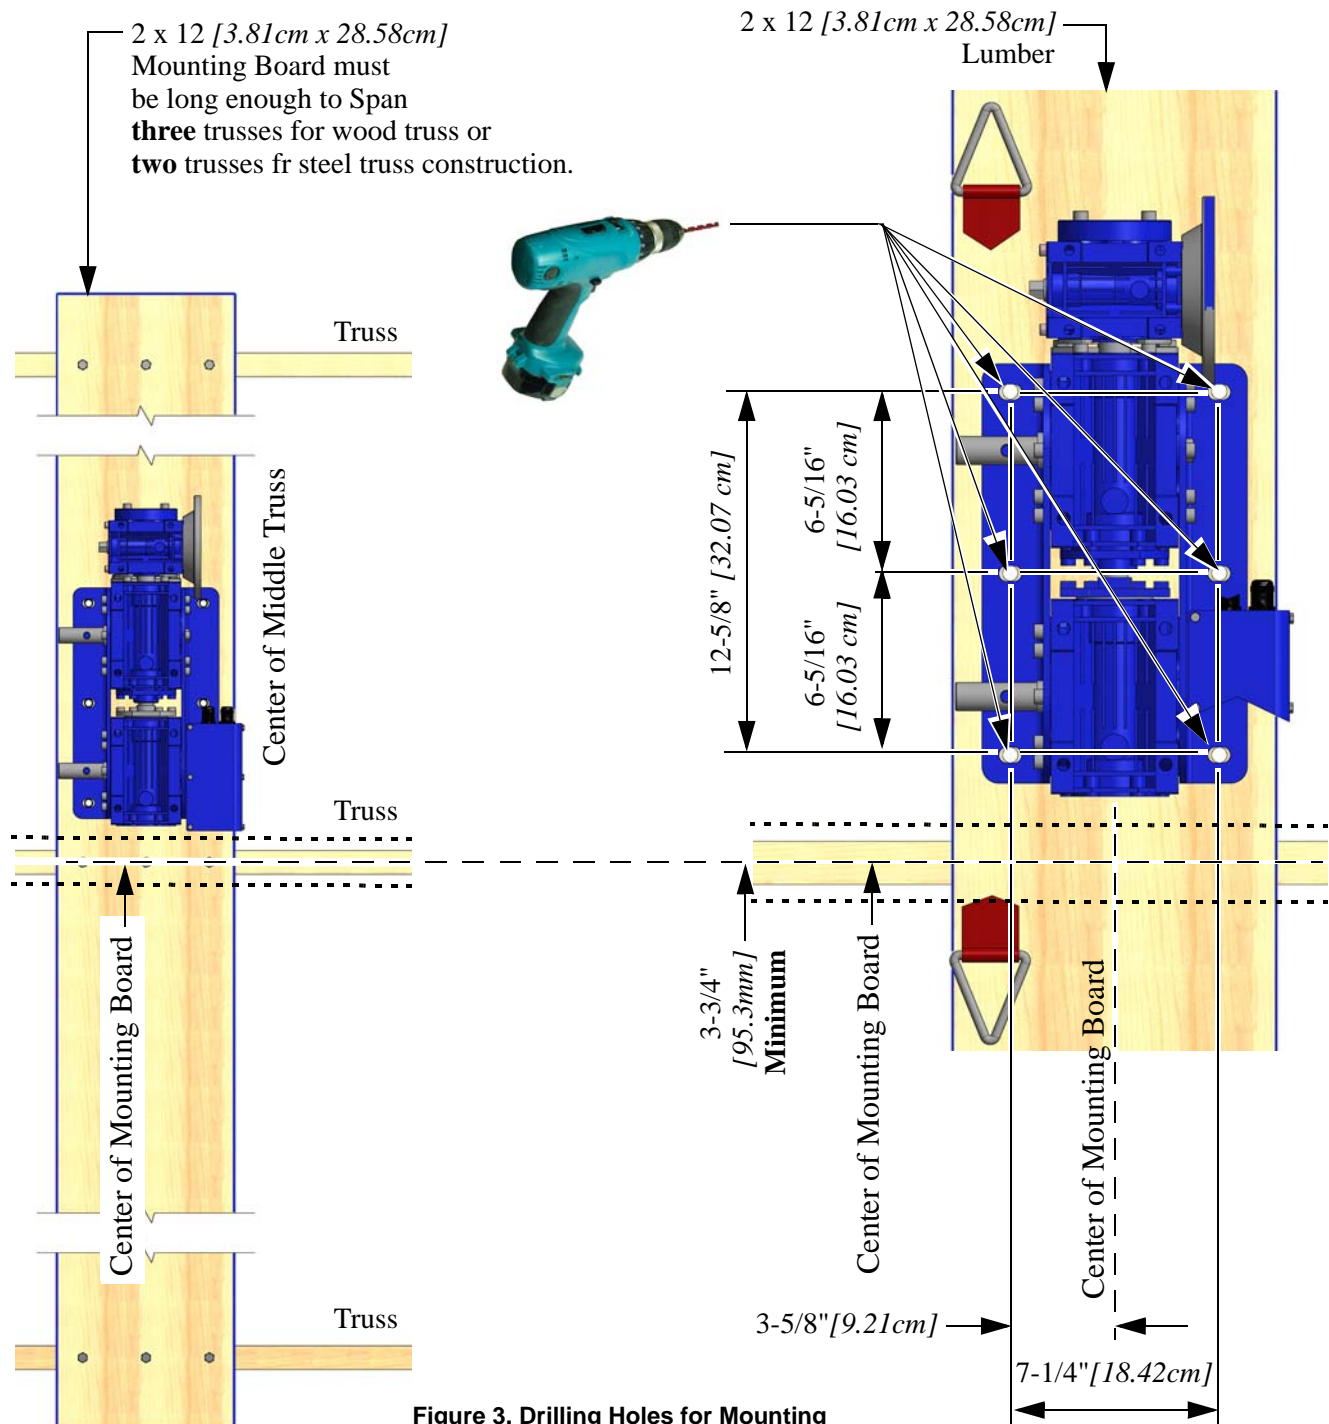 2 x 12 [3.81cm x 28.58cm]
Mounting Board must
be long enough to Span
three trusses for wood truss or
two trusses fr steel truss construction.
2 x 12 [3.81cm x 28.58cm]
Lumber
Truss
Center of Middle Truss
Truss
Center of Mounting Board
Truss
12-5/8" [32.07 cm]
6-5/16"
[16.03 cm]
6-5/16"
[16.03 cm]
3-3/4"
[95.3mm]
Minimum
Center of Mounting Board
Center of Mounting Board
3-5/8"[9.21cm]
7-1/4"[18.42cm]
Figure 3. Drilling Holes for Mounting